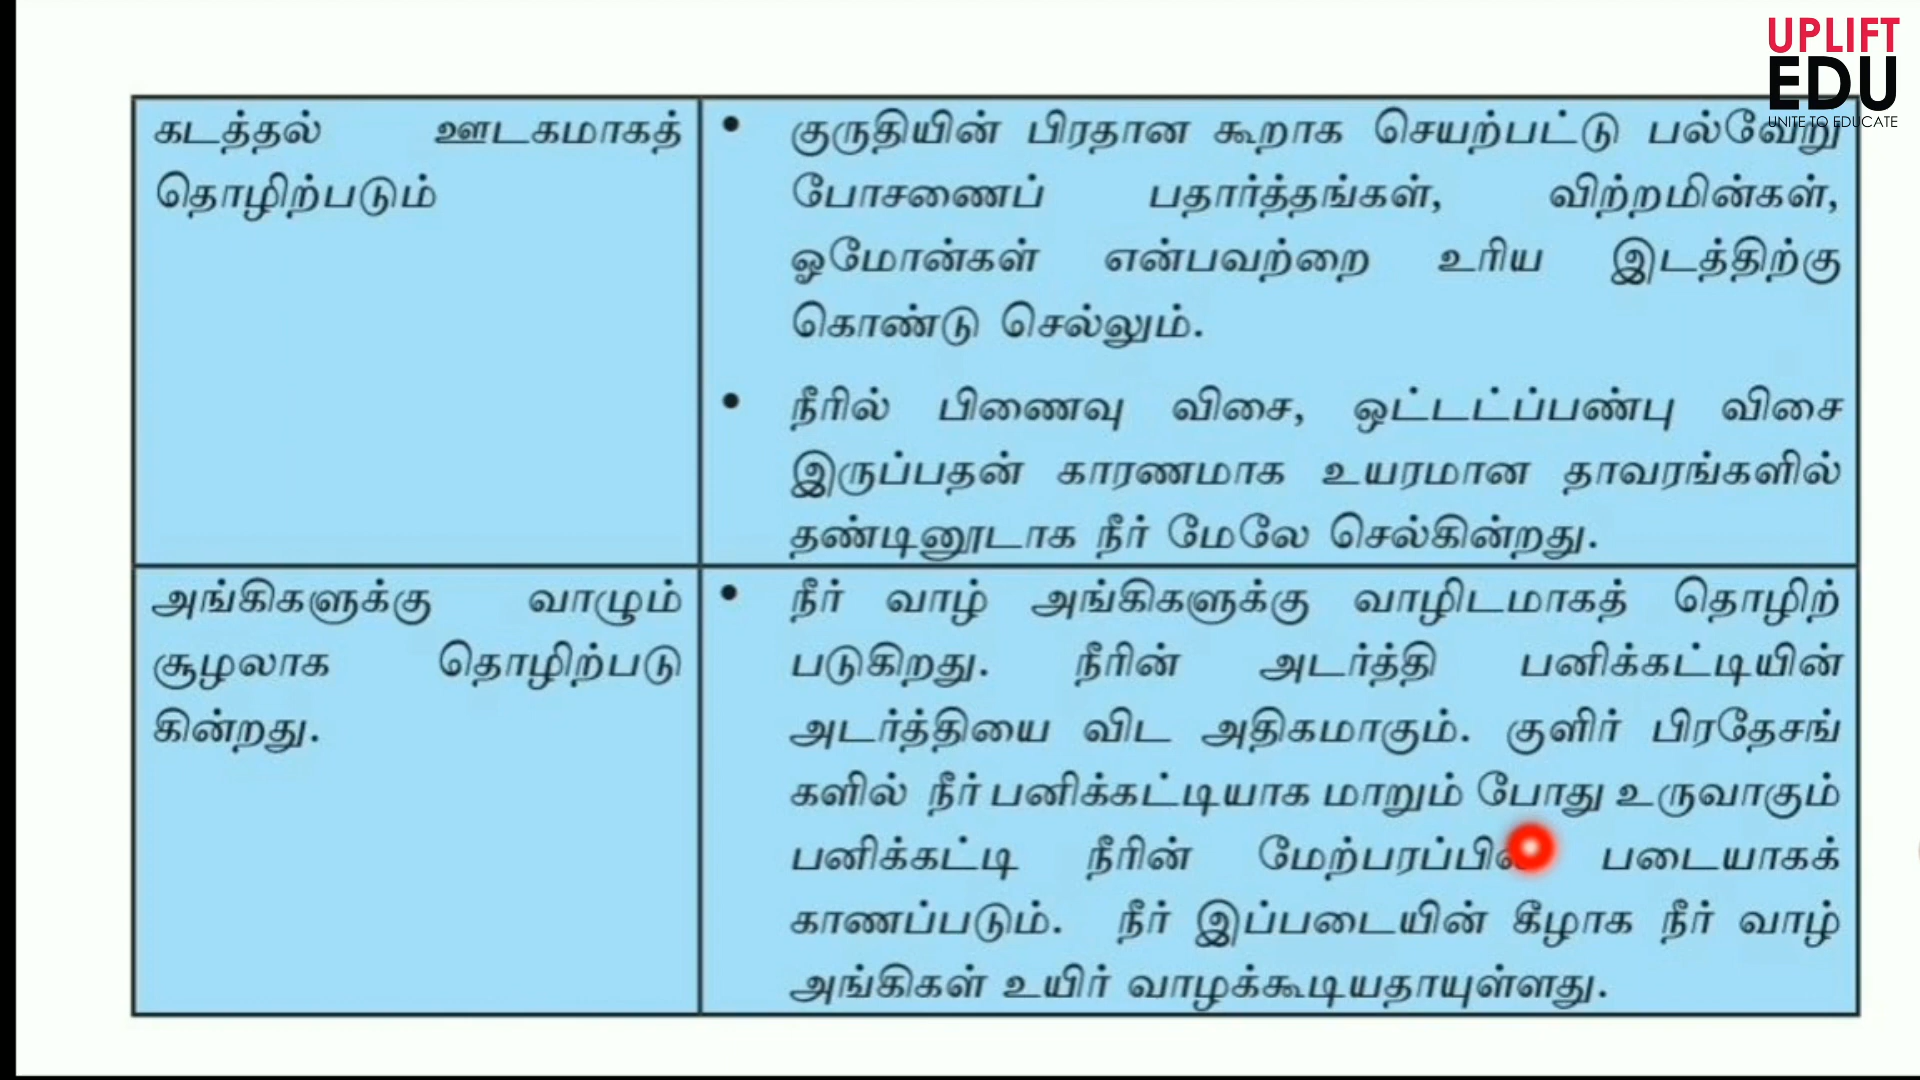 UPLIFT
EDU
UNITE TO EDUCATE
கடத்தல் ஊடகமாகத்
தொழிற்படும்
• குருதியின் பிரதான கூறாக செயற்பட்டு பல்வேறு
போசணைப் பதார்த்தங்கள், விற்றமின்கள்,
ஓமோன்கள் என்பவற்றை உரிய இடத்திற்கு
கொண்டு செல்லும்.
• நீரில் பிணைவு விசை, ஒட்டட்ப்பண்பு விசை
இருப்பதன் காரணமாக உயரமான தாவரங்களில்
தண்டினூடாக நீர் மேலே செல்கின்றது.
அங்கிகளுக்கு வாழும்
சூழலாக தொழிற்படு
கின்றது.
• நீர் வாழ் அங்கிகளுக்கு வாழிடமாகத் தொழிற்
படுகிறது. நீரின் அடர்த்தி பனிக்கட்டியின்
அடர்த்தியை விட அதிகமாகும். குளிர் பிரதேசங்
களில் நீர் பனிக்கட்டியாக மாறும் போது உருவாகும்
பனிக்கட்டி நீரின் படையாகக்
காணப்படும். நீர் இப்படையின் கீழாக நீர் வாழ்
அங்கிகள் உயிர் வாழக்கூடியதாயுள்ளது.